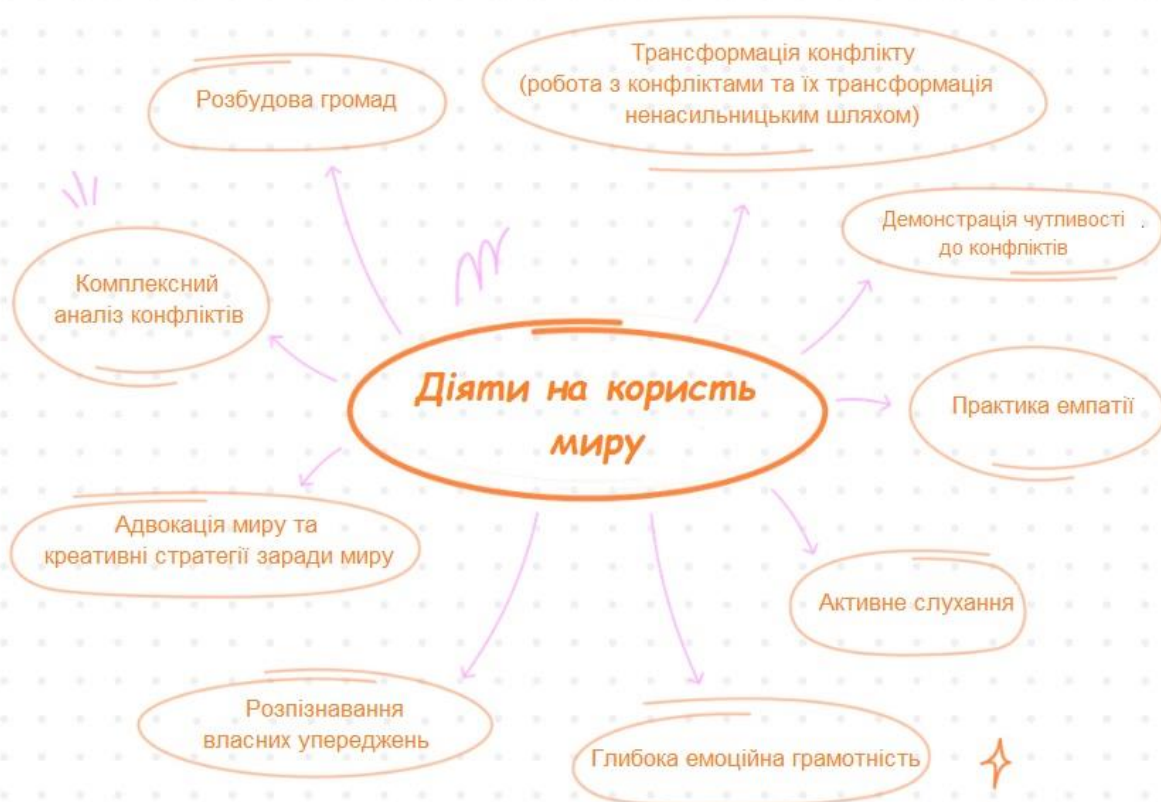 Трансформація конфлікту
(робота з конфліктами та їх трансформація
ненасильницьким шляхом)
Розбудова громад
Демонстрація чутливості
до конфліктів
Комплексний
аналіз конфліктів
Діяти на користь
миру
Практика емпатії
Адвокація миру та
креативні стратегії заради миру
Активне слухання
Розпізнавання
власних упереджень
Глибока емоційна грамотність